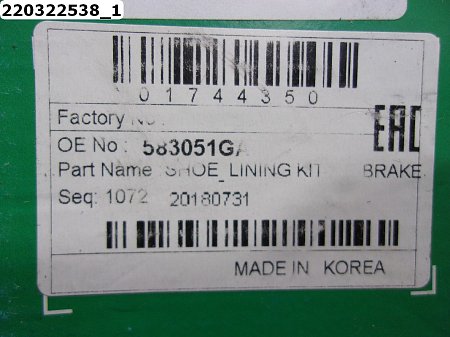 220322538_1
01744350
Factory No:
EAC
OE No: 583051GA
Part Name SHOE_LINING KIT BRAKE
Seq: 1072 20180731
MADE IN KOREA